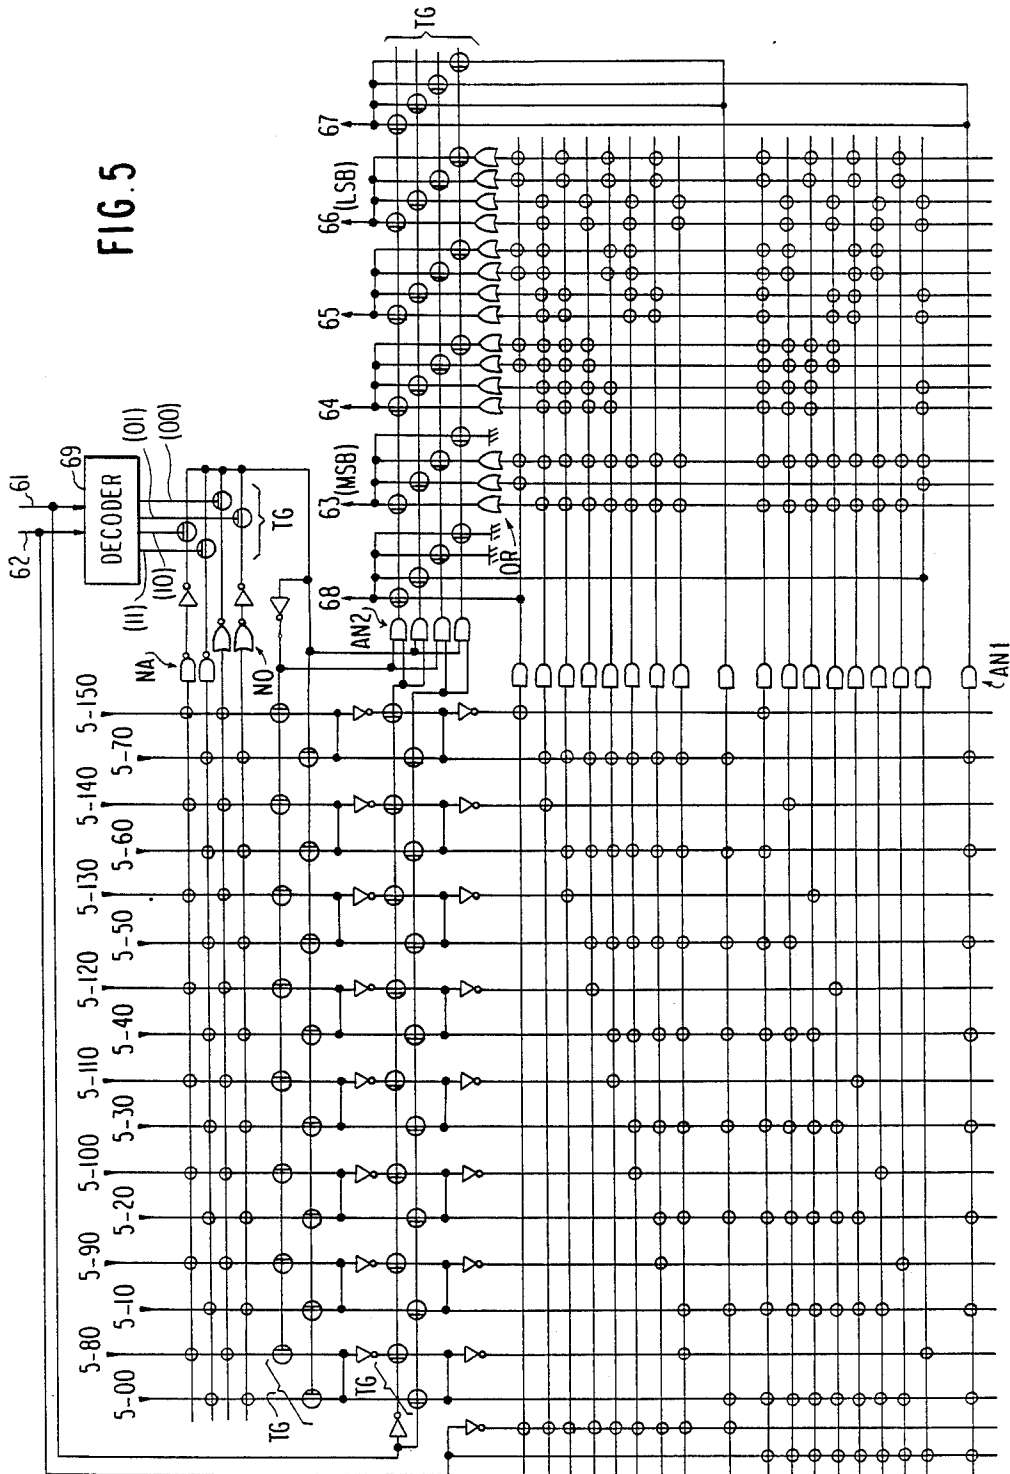 FIG. 5
62
61
69
DECODER
(11)
(10)
(01)
(00)
TG
NA
NO
AN2
68
OR
63 (MSB)
64
65
66 (LSB)
67
TG
5-00
5-80
5-10
5-90
5-20
5-100
5-30
5-110
5-40
5-120
5-50
5-130
5-60
5-140
5-70
5-150
TG
TG
AN1